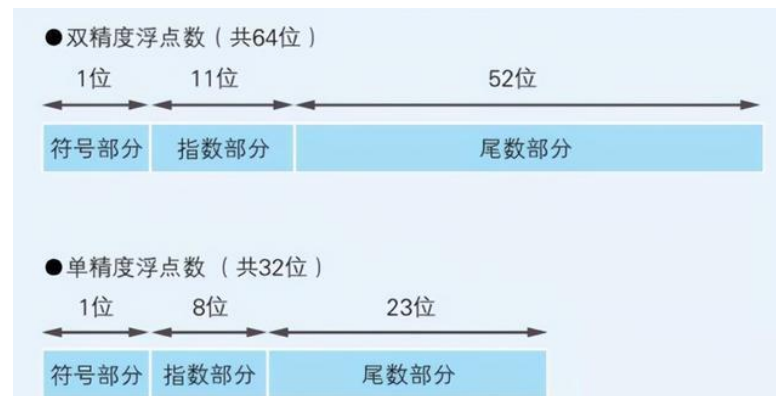 ●双精度浮点数（共64位）
1位 11位 52位
符号部分 指数部分 尾数部分
●单精度浮点数 （共32位）
1位 8位 23位
符号部分 指数部分 尾数部分